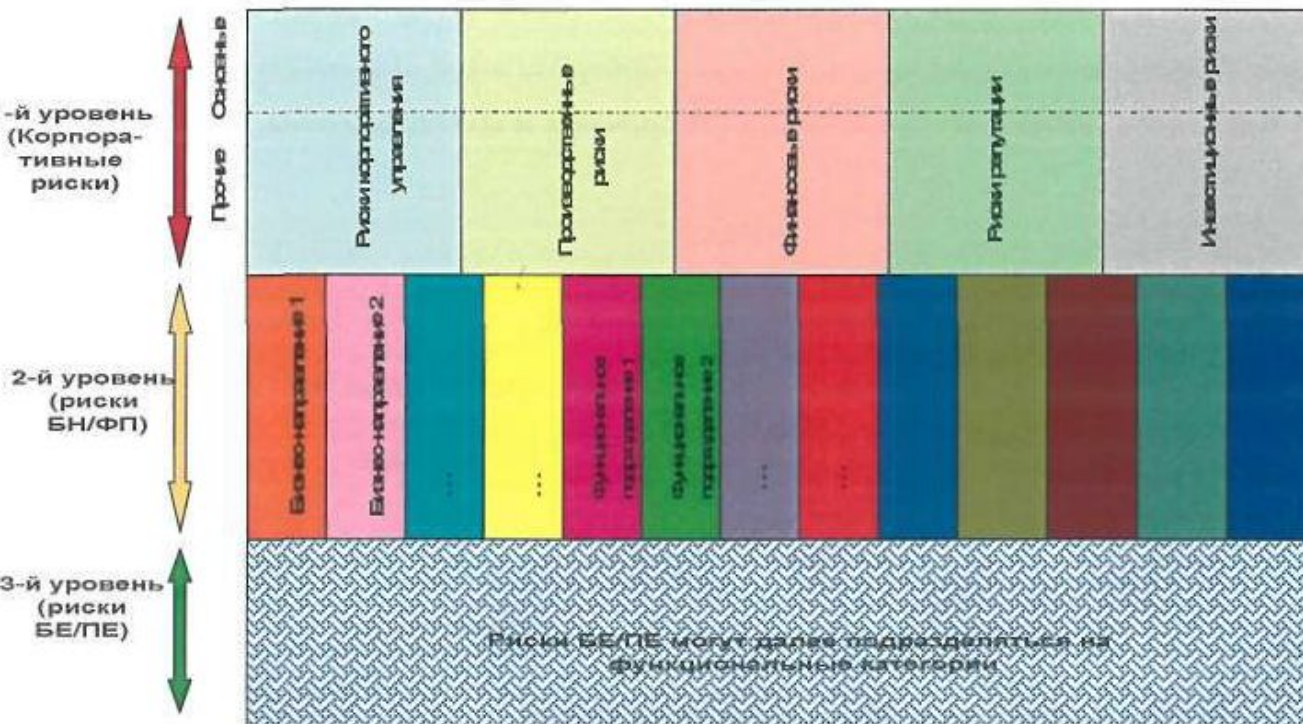 -й уровень
(Корпора-
тивные
риски)
Основные
Прочие
Риски корпоративного
управления
Производственные
риски
Финансовые риски
Риски репутации
Инвестиционные риски
2-й уровень
(риски
БН/ФП)
Бизнес-направление 1
Бизнес-направление 2
...
...
Функциональное
подразделение 1
Функциональное
подразделение 2
...
...
3-й уровень
(риски
БЕ/ПЕ)
Риски БЕ/ПЕ могут далее подразделяться на
функциональные категории